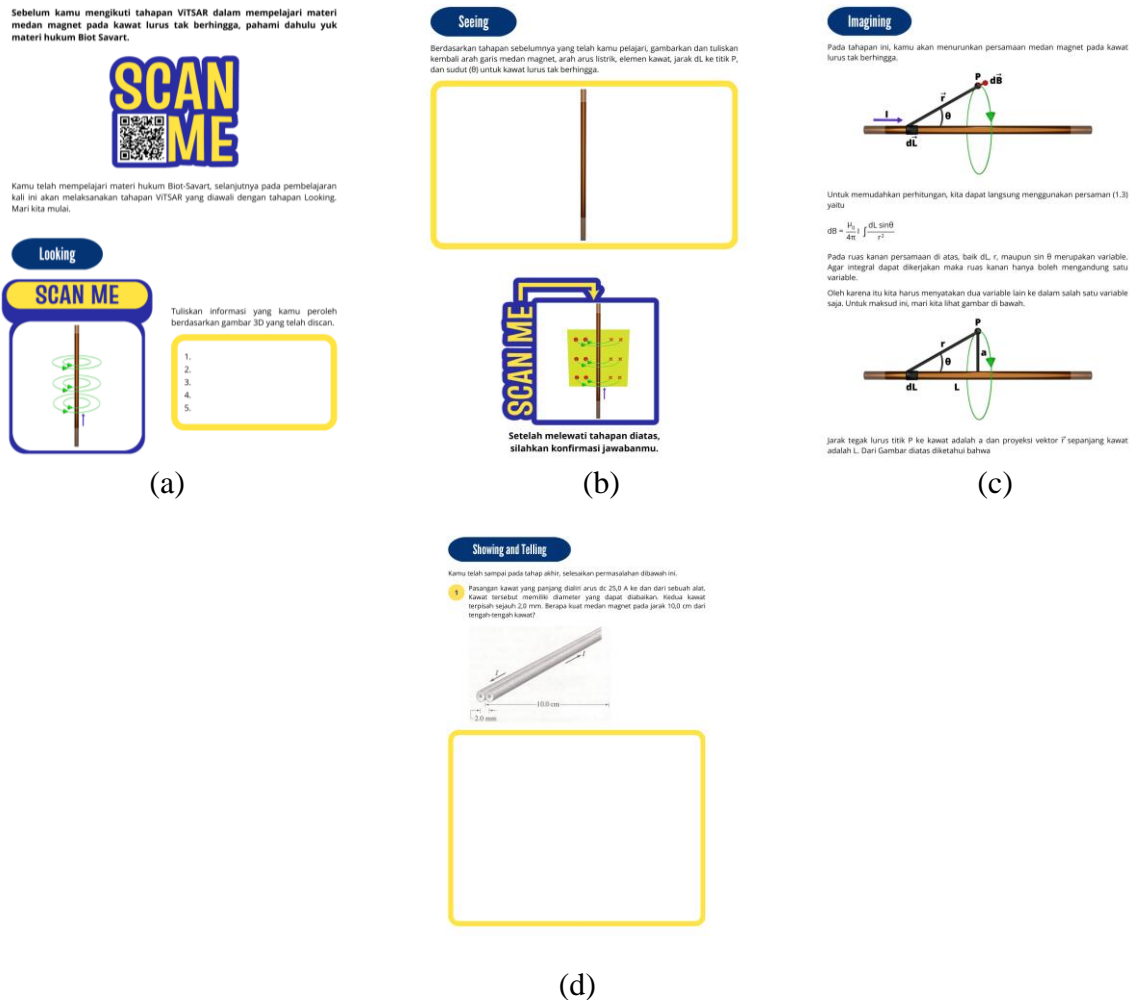 Sebelum kamu mengikuti tahapan ViTSAR dalam mempelajari materi
medan magnet pada kawat lurus tak berhingga, pahami dahulu yuk
materi hukum Biot Savart.
SCAN
ME
Kamu telah mempelajari materi hukum Biot-Savart, selanjutnya pada pembelajaran
kali ini akan melaksanakan tahapan ViTSAR yang diawali dengan tahapan Looking.
Mari kita mulai.
Looking
SCAN ME
Tuliskan informasi yang kamu peroleh
berdasarkan gambar 3D yang telah discan.
1.
2.
3.
4.
5.
(a)
Seeing
Berdasarkan tahapan sebelumnya yang telah kamu pelajari, gambarkan dan tuliskan
kembali arah garis medan magnet, arah arus listrik, elemen kawat, jarak dL ke titik P,
dan sudut (θ) untuk kawat lurus tak berhingga.
SCAN ME
Setelah melewati tahapan diatas,
silahkan konfirmasi jawabanmu.
(b)
Imagining
Pada tahapan ini, kamu akan menurunkan persamaan medan magnet pada kawat
lurus tak berhingga.
P
dB⃗
r⃗
θ
I
dL⃗
Untuk memudahkan perhitungan, kita dapat langsung menggunakan persaman (1.3)
yaitu
dB = μ₀/4π I ∫ dL sinθ/r²
Pada ruas kanan persamaan di atas, baik dL, r, maupun sin θ merupakan variable.
Agar integral dapat dikerjakan maka ruas kanan hanya boleh mengandung satu
variable.
Oleh karena itu kita harus menyatakan dua variable lain ke dalam salah satu variable
saja. Untuk maksud ini, mari kita lihat gambar di bawah.
P
r
a
θ
dL
L
Jarak tegak lurus titik P ke kawat adalah a dan proyeksi vektor r⃗ sepanjang kawat
adalah L. Dari Gambar diatas diketahui bahwa
(c)
Showing and Telling
Kamu telah sampai pada tahap akhir, selesaikan permasalahan dibawah ini.
1
Pasangan kawat yang panjang dialiri arus dc 25,0 A ke dan dari sebuah alat.
Kawat tersebut memiliki diameter yang dapat diabaikan. Kedua kawat
terpisah sejauh 2,0 mm. Berapa kuat medan magnet pada jarak 10,0 cm dari
tengah-tengah kawat?
I
I
10.0 cm
2.0 mm
(d)